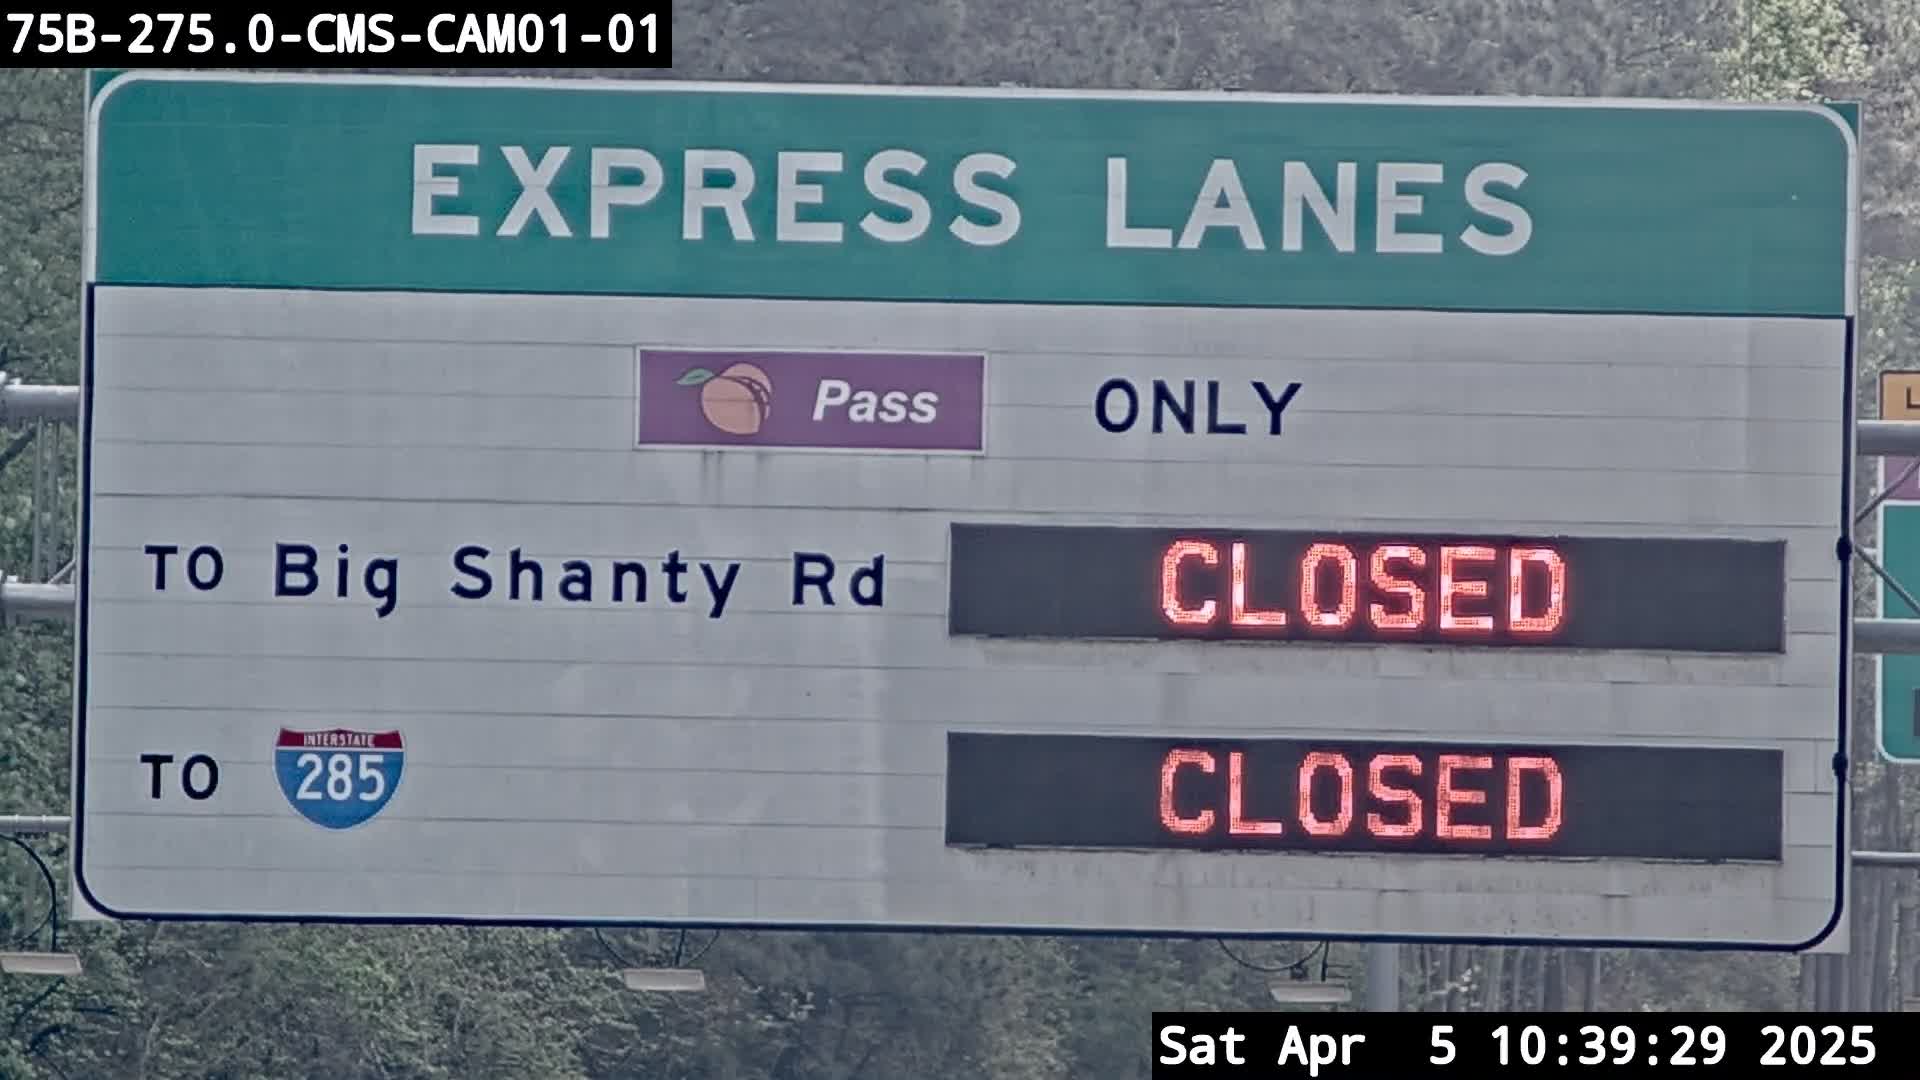 75B-275.0-CMS-CAM01-01
EXPRESS LANES
Pass ONLY
TO Big Shanty Rd CLOSED
TO INTERSTATE 285 CLOSED
Sat Apr 5 10:39:29 2025